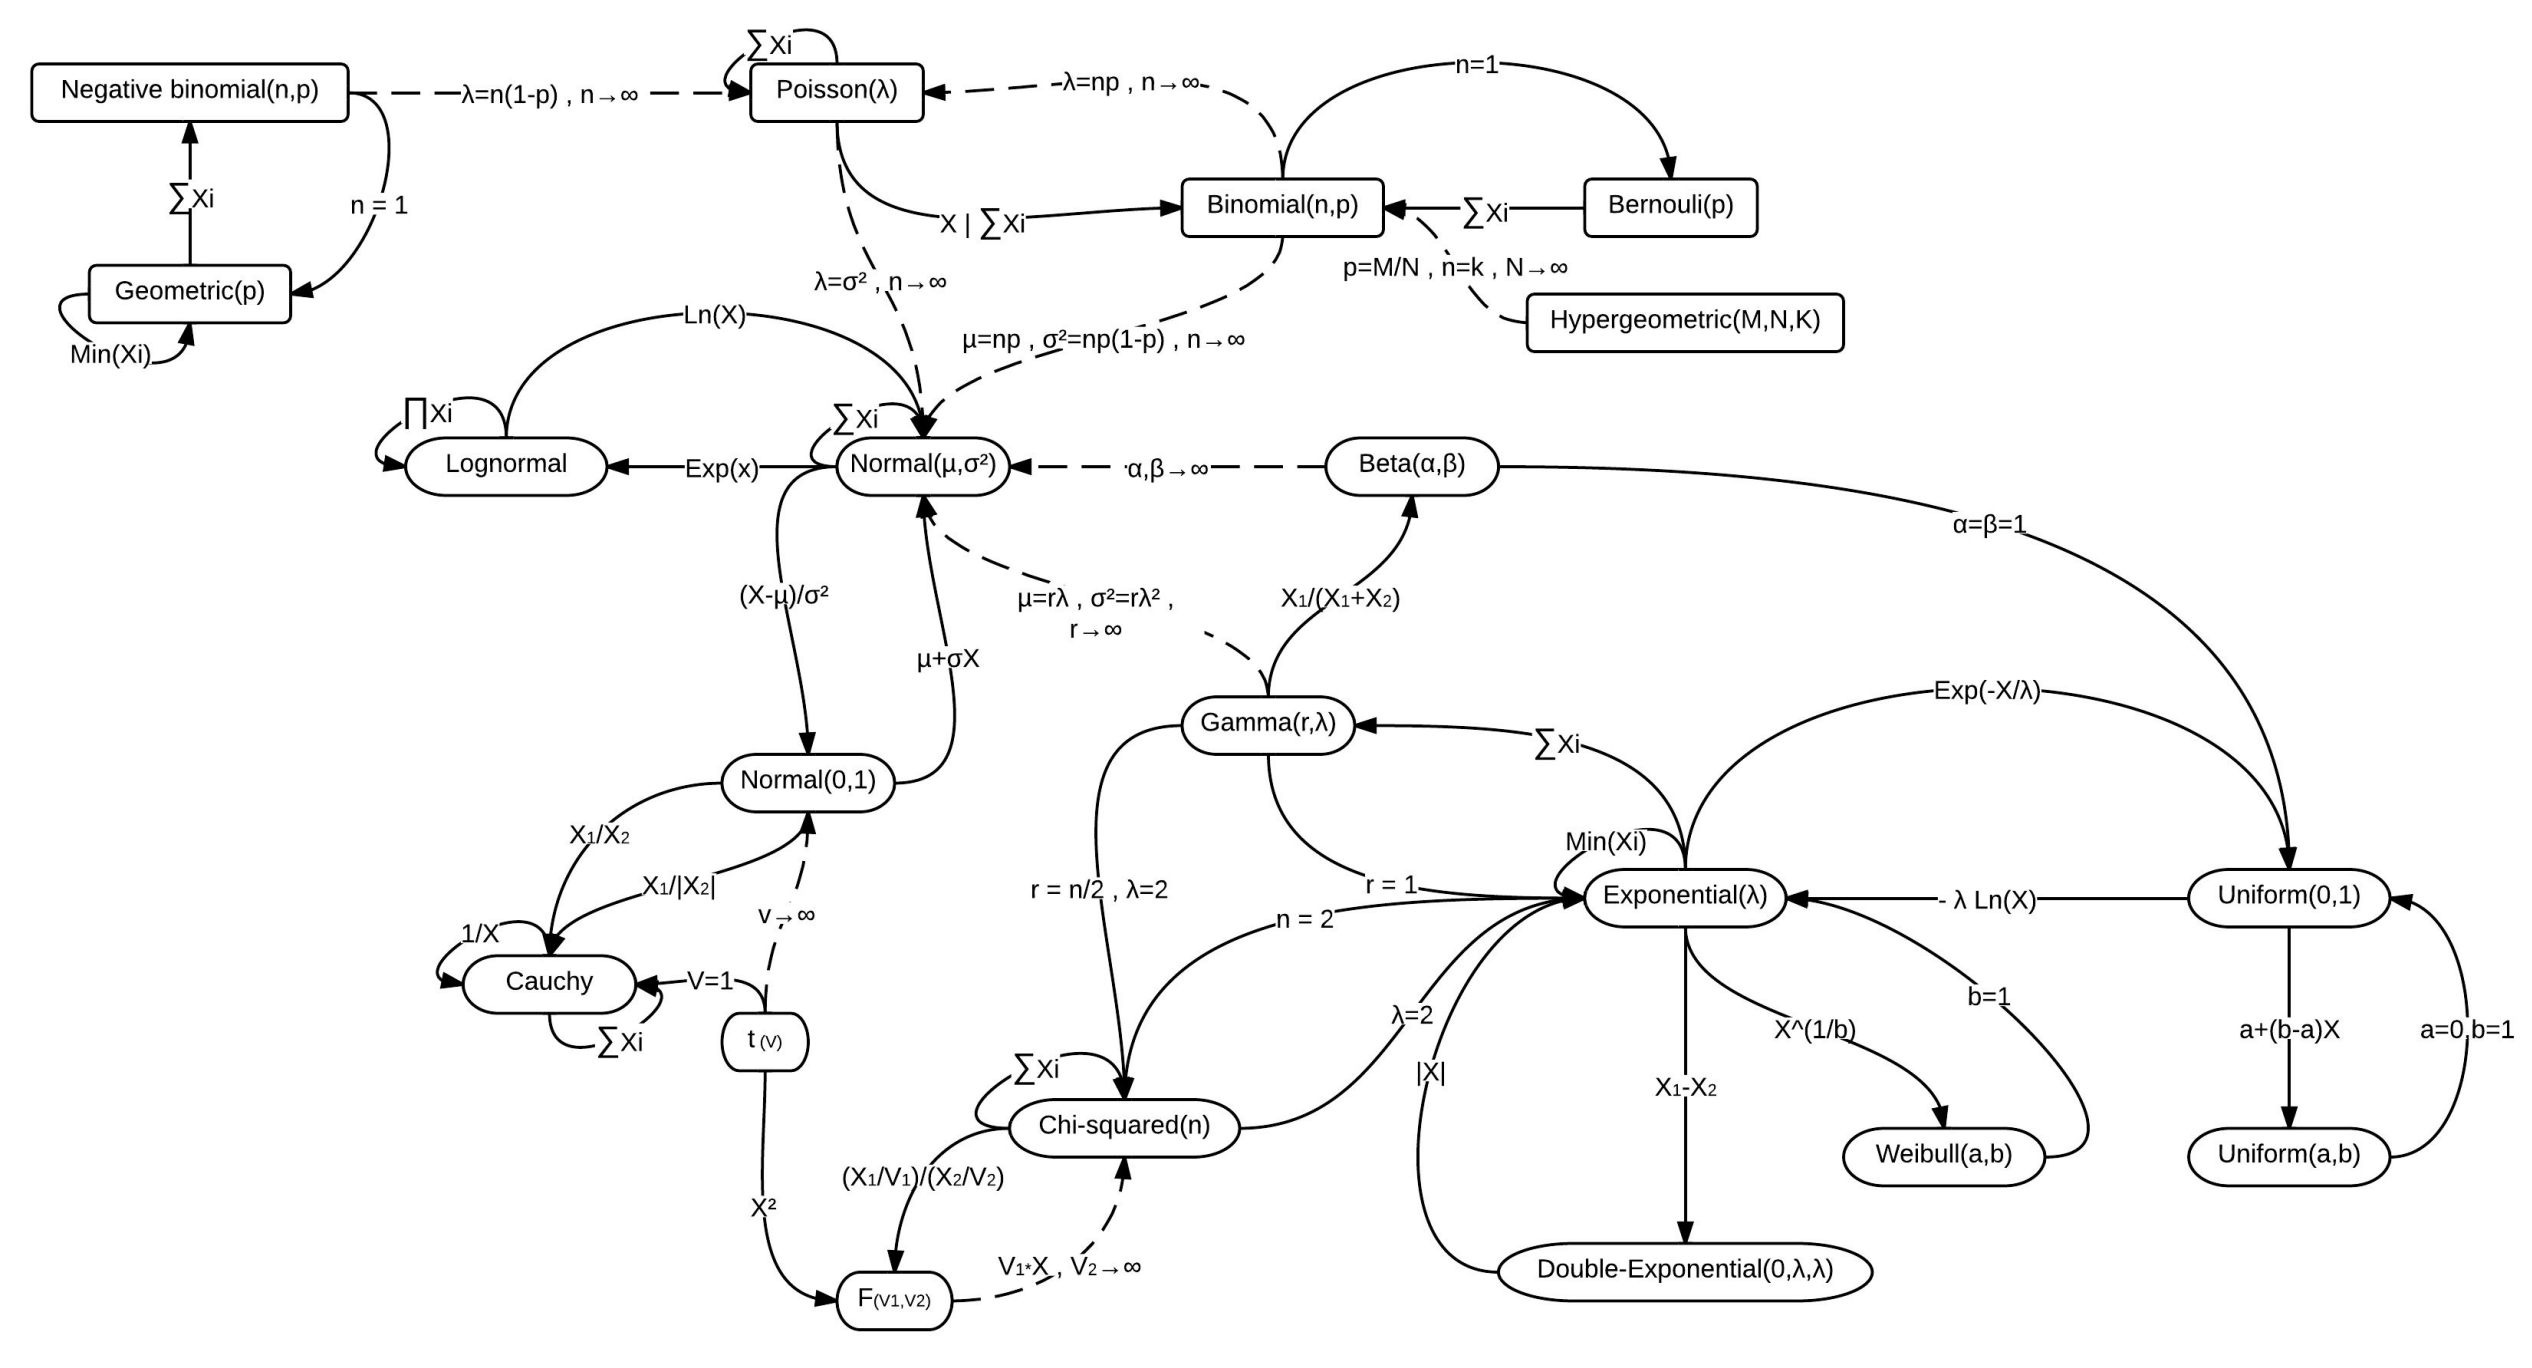 ∑Xi
Negative binomial(n,p)
λ=n(1-p) , n→∞
Poisson(λ)
λ=np , n→∞
n=1
∑Xi
n = 1
X | ∑Xi
Binomial(n,p)
∑Xi
Bernouli(p)
Geometric(p)
Min(Xi)
λ=σ² , n→∞
p=M/N , n=k , N→∞
Hypergeometric(M,N,K)
Ln(X)
µ=np , σ²=np(1-p) , n→∞
∏Xi
∑Xi
Lognormal
Exp(x)
Normal(µ,σ²)
α,β→∞
Beta(α,β)
α=β=1
(X-µ)/σ²
µ=rλ , σ²=rλ² ,
r→∞
X1/(X1+X2)
µ+σX
Exp(-X/λ)
Gamma(r,λ)
∑Xi
Normal(0,1)
X1/X2
X1/|X2|
v→∞
r = n/2 , λ=2
r = 1
Min(Xi)
n = 2
Exponential(λ)
- λ Ln(X)
Uniform(0,1)
1/X
Cauchy
V=1
∑Xi
t (V)
λ=2
b=1
X^(1/b)
a+(b-a)X
a=0,b=1
∑Xi
|X|
X1-X2
Chi-squared(n)
Weibull(a,b)
Uniform(a,b)
(X1/V1)/(X2/V2)
X²
V1*X , V2→∞
Double-Exponential(0,λ,λ)
F(V1,V2)